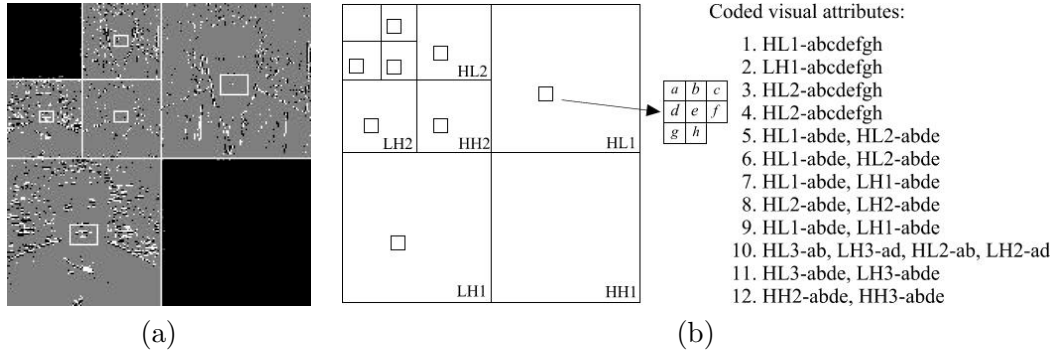 HL2
LH2
HH2
HL1
LH1
HH1
a b c
d e f
g h
Coded visual attributes:
1. HL1-abcdefgh
2. LH1-abcdefgh
3. HL2-abcdefgh
4. HL2-abcdefgh
5. HL1-abde, HL2-abde
6. HL1-abde, HL2-abde
7. HL1-abde, LH1-abde
8. HL2-abde, LH2-abde
9. HL1-abde, LH1-abde
10. HL3-ab, LH3-ad, HL2-ab, LH2-ad
11. HL3-abde, LH3-abde
12. HH2-abde, HH3-abde
(a)
(b)